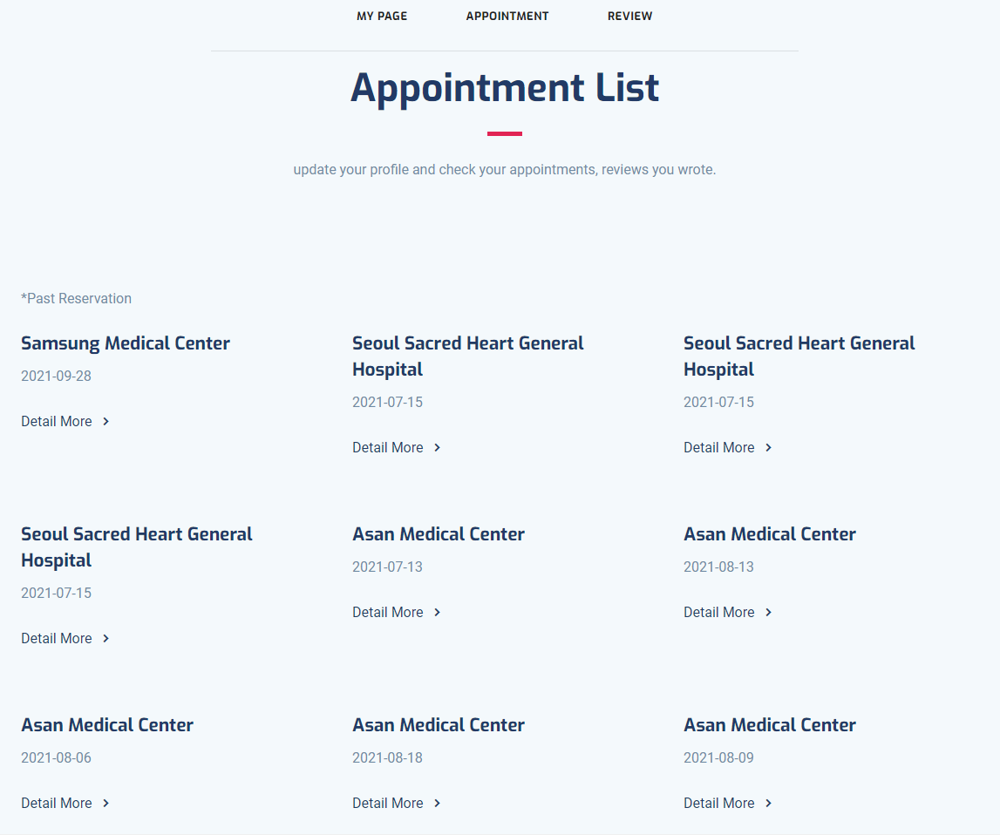 MY PAGE APPOINTMENT REVIEW
Appointment List
update your profile and check your appointments, reviews you wrote.
*Past Reservation
Samsung Medical Center
2021-09-28
Detail More
Seoul Sacred Heart General
Hospital
2021-07-15
Detail More
Seoul Sacred Heart General
Hospital
2021-07-15
Detail More
Seoul Sacred Heart General
Hospital
2021-07-15
Detail More
Asan Medical Center
2021-07-13
Detail More
Asan Medical Center
2021-08-13
Detail More
Asan Medical Center
2021-08-06
Detail More
Asan Medical Center
2021-08-18
Detail More
Asan Medical Center
2021-08-09
Detail More